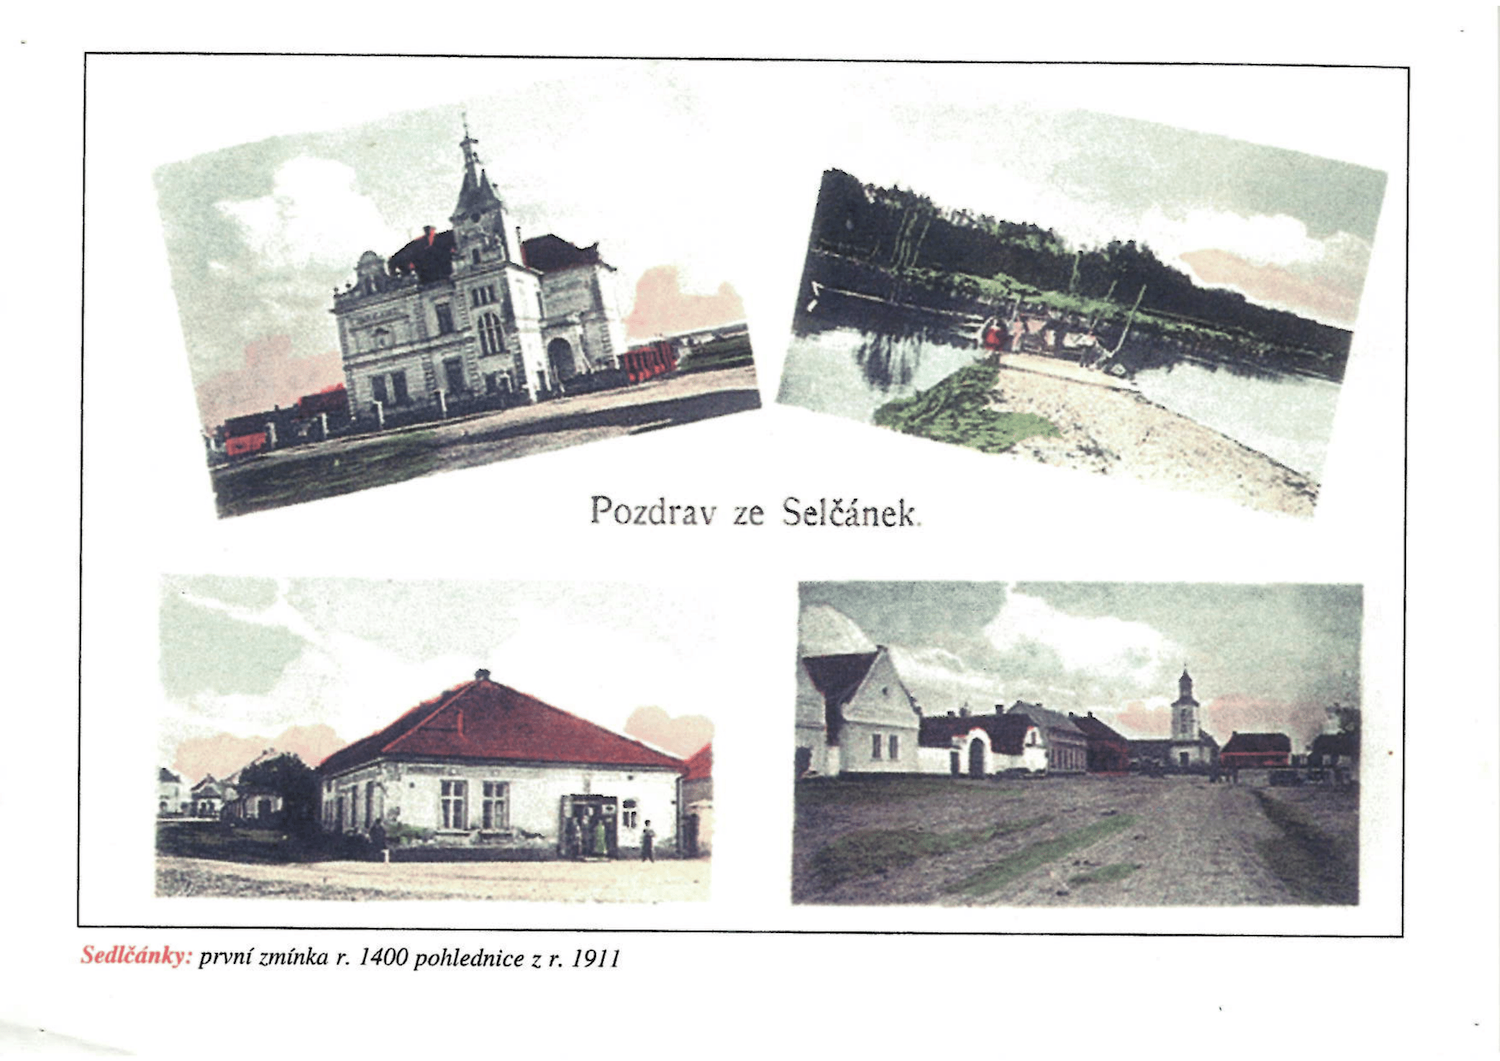 Pozdrav ze Selčánek.
Sedlčánky: první zmínka r. 1400 pohlednice z r. 1911